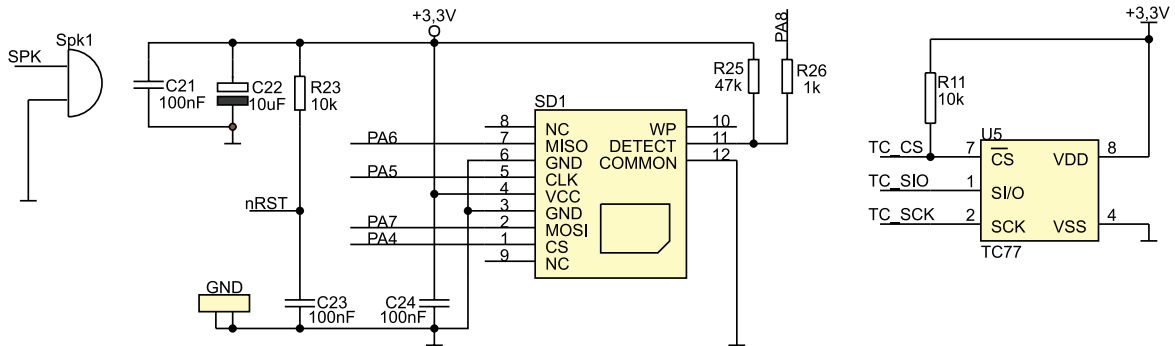 SPK
Spk1
+3,3V
C21
100nF
C22
10uF
R23
10k
nRST
GND
C23
100nF
C24
100nF
PA6
PA5
PA7
PA4
SD1
8 NC
7 MISO
6 GND
5 CLK
4 VCC
3 GND
2 MOSI
1 CS
9 NC
WP 10
DETECT 11
COMMON 12
R25
47k
PA8
R26
1k
+3,3V
R11
10k
U5
TC_CS
TC_SIO
TC_SCK
7 CS
1 SI/O
2 SCK
VDD 8
VSS 4
TC77